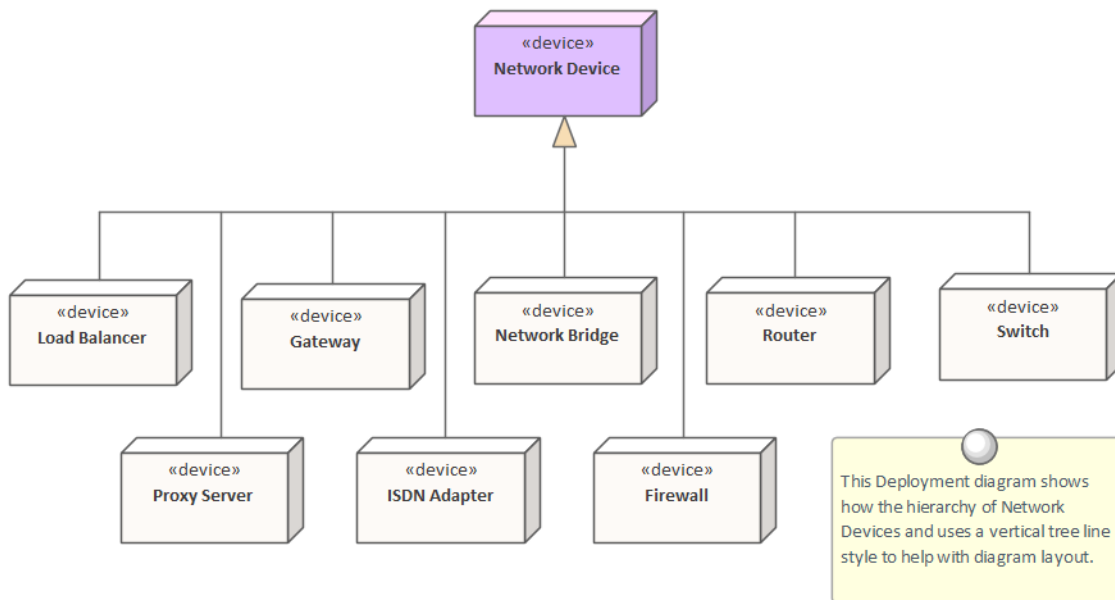 «device»
Network Device
«device»
Load Balancer
«device»
Gateway
«device»
Network Bridge
«device»
Router
«device»
Switch
«device»
Proxy Server
«device»
ISDN Adapter
«device»
Firewall
This Deployment diagram shows
how the hierarchy of Network
Devices and uses a vertical tree line
style to help with diagram layout.